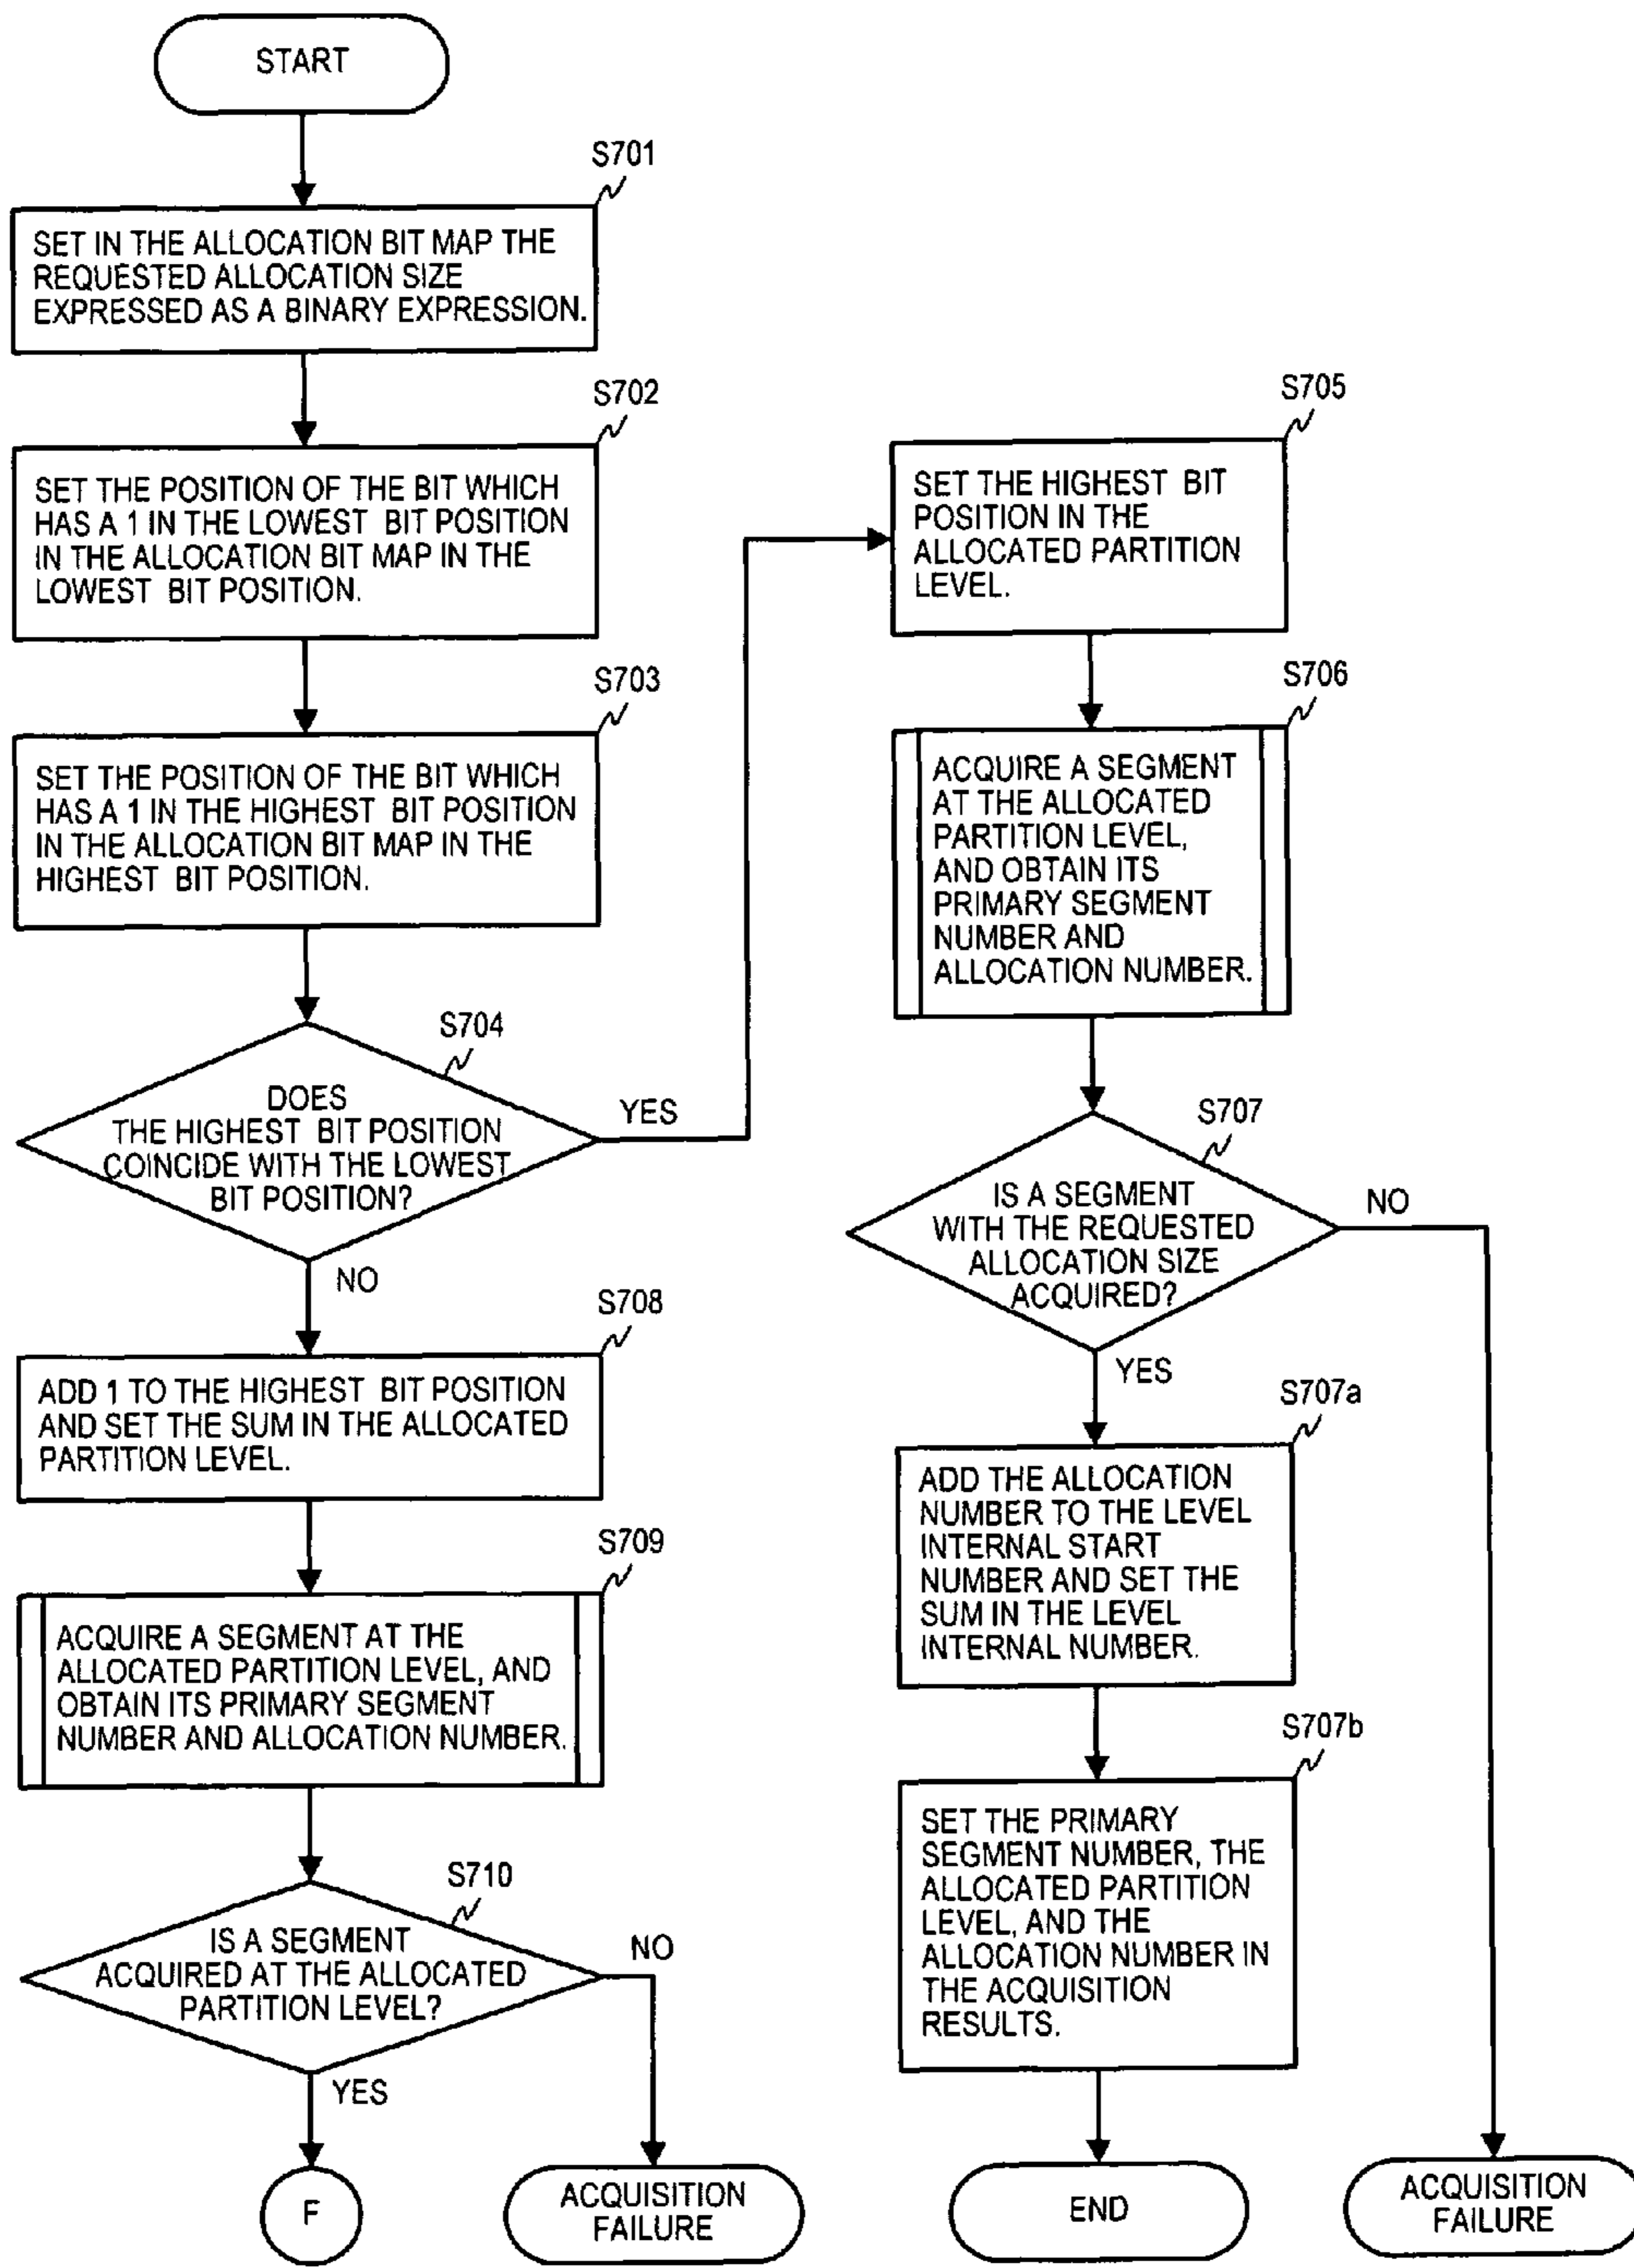 START
S701
SET IN THE ALLOCATION BIT MAP THE
REQUESTED ALLOCATION SIZE
EXPRESSED AS A BINARY EXPRESSION.
S702
SET THE POSITION OF THE BIT WHICH
HAS A 1 IN THE LOWEST BIT POSITION
IN THE ALLOCATION BIT MAP IN THE
LOWEST BIT POSITION.
S703
SET THE POSITION OF THE BIT WHICH
HAS A 1 IN THE HIGHEST BIT POSITION
IN THE ALLOCATION BIT MAP IN THE
HIGHEST BIT POSITION.
S704
DOES
THE HIGHEST BIT POSITION
COINCIDE WITH THE LOWEST
BIT POSITION?
YES
NO
S708
ADD 1 TO THE HIGHEST BIT POSITION
AND SET THE SUM IN THE ALLOCATED
PARTITION LEVEL.
S709
ACQUIRE A SEGMENT AT THE
ALLOCATED PARTITION LEVEL, AND
OBTAIN ITS PRIMARY SEGMENT
NUMBER AND ALLOCATION NUMBER.
S710
IS A SEGMENT
ACQUIRED AT THE ALLOCATED
PARTITION LEVEL?
NO
YES
F
ACQUISITION
FAILURE
S705
SET THE HIGHEST BIT
POSITION IN THE
ALLOCATED PARTITION
LEVEL.
S706
ACQUIRE A SEGMENT
AT THE ALLOCATED
PARTITION LEVEL,
AND OBTAIN ITS
PRIMARY SEGMENT
NUMBER AND
ALLOCATION NUMBER.
S707
IS A SEGMENT
WITH THE REQUESTED
ALLOCATION SIZE
ACQUIRED?
NO
YES
S707a
ADD THE ALLOCATION
NUMBER TO THE LEVEL
INTERNAL START
NUMBER AND SET THE
SUM IN THE LEVEL
INTERNAL NUMBER.
S707b
SET THE PRIMARY
SEGMENT NUMBER, THE
ALLOCATED PARTITION
LEVEL, AND THE
ALLOCATION NUMBER IN
THE ACQUISITION
RESULTS.
END
ACQUISITION
FAILURE